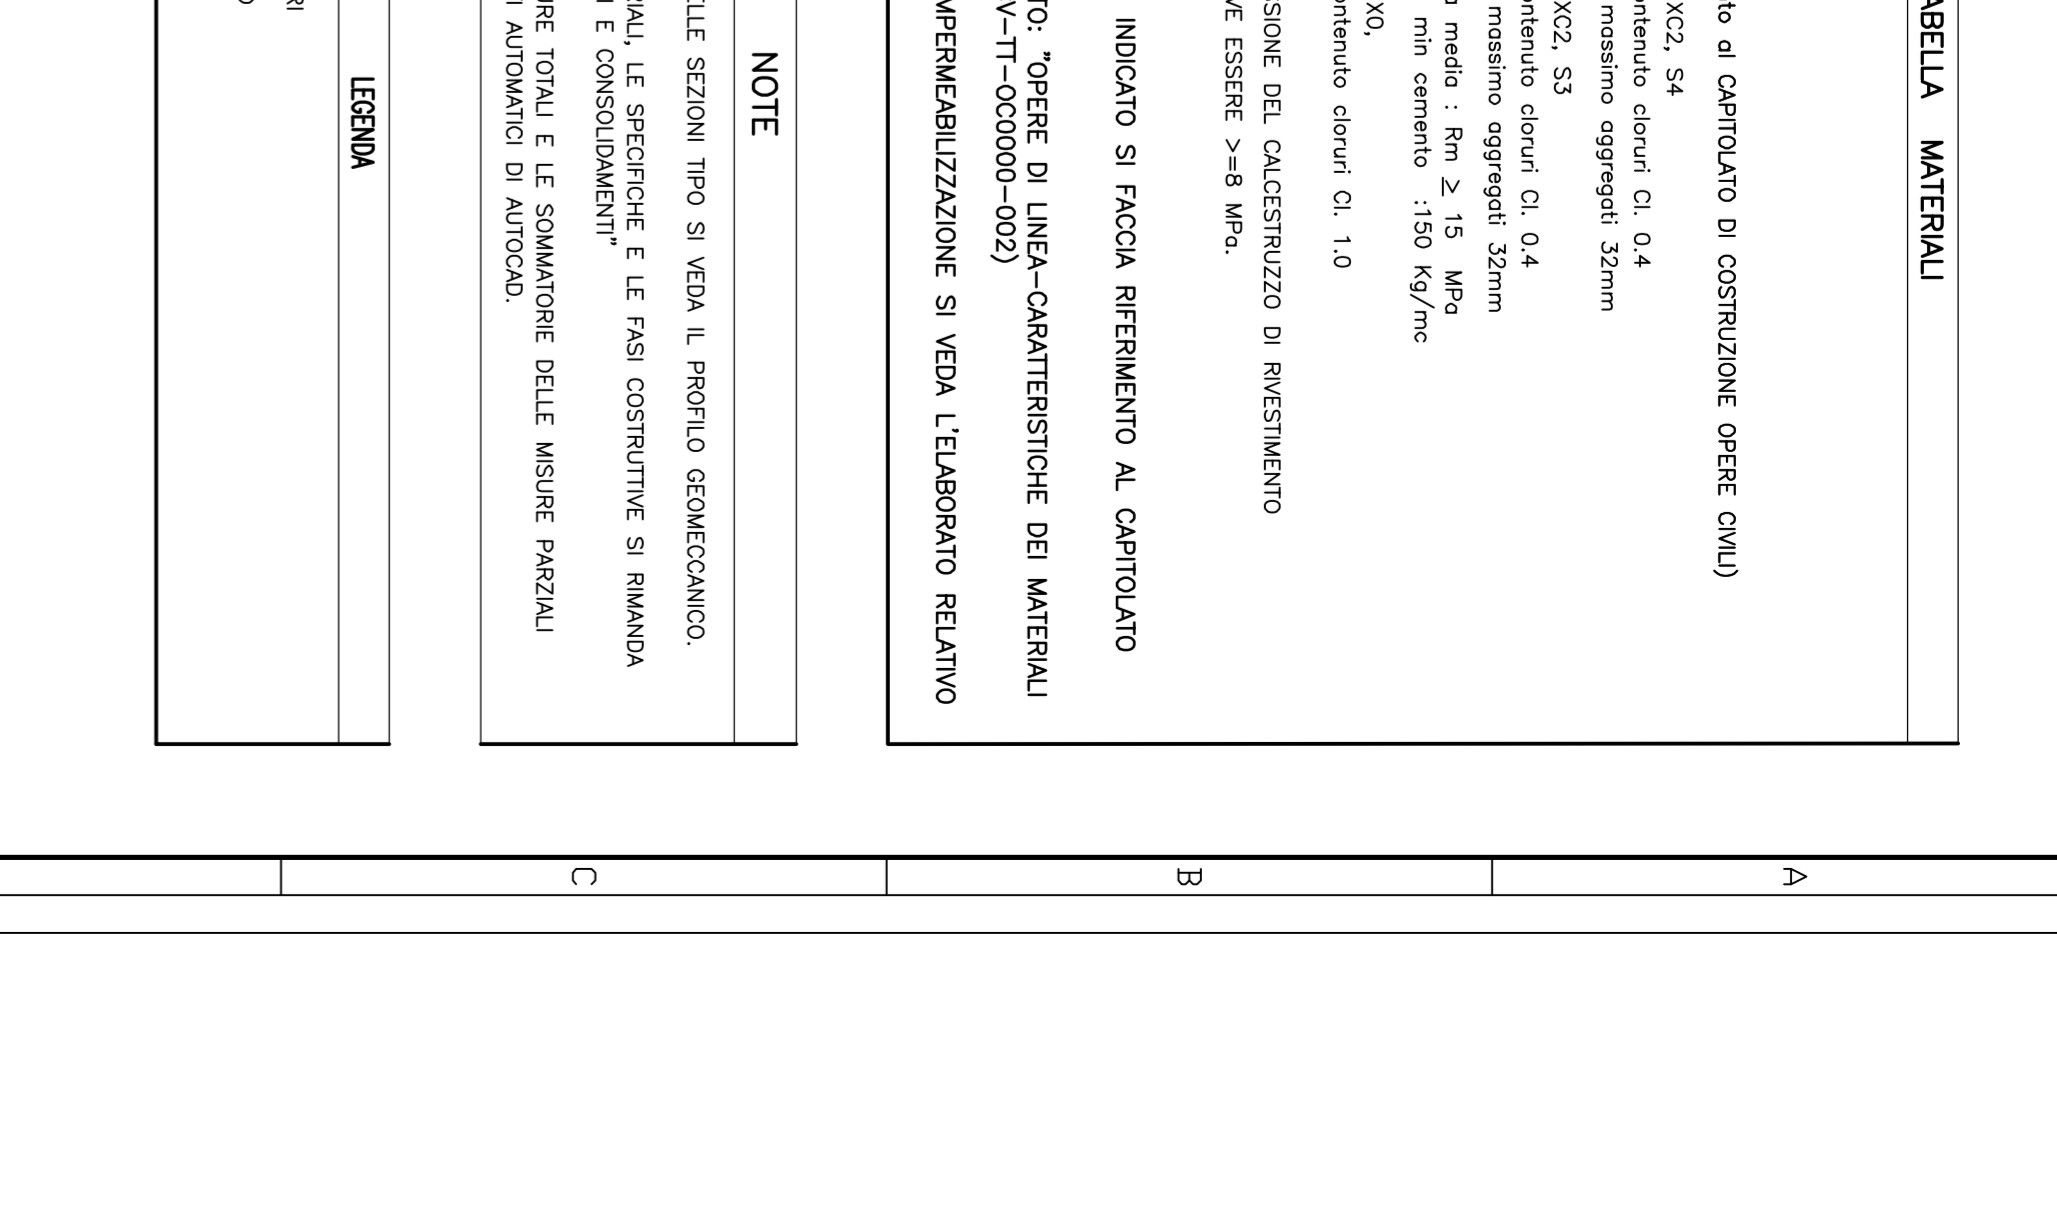 ABELLA MATERIALI
to al CAPITOLATO DI COSTRUZIONE OPERE CIVILI)
XC2, S4
ontenuto cloruri Cl. 0.4
massimo aggregati 32mm
XC2, S3
ontenuto cloruri Cl. 0.4
massimo aggregati 32mm
a media : Rm ≥ 15 MPa
min cemento :150 Kg/mc
X0,
ontenuto cloruri Cl. 1.0
SSIONE DEL CALCESTRUZZO DI RIVESTIMENTO
VE ESSERE >=8 MPa.
INDICATO SI FACCIA RIFERIMENTO AL CAPITOLATO
TO: "OPERE DI LINEA-CARATTERISTICHE DEI MATERIALI
V-TT-OC0000-002)
MPERMEABILIZZAZIONE SI VEDA L'ELABORATO RELATIVO
NOTE
ELLE SEZIONI TIPO SI VEDA IL PROFILO GEOMECCANICO.
RIALI, LE SPECIFICHE E LE FASI COSTRUTTIVE SI RIMANDA
I E CONSOLIDAMENTI"
URE TOTALI E LE SOMMATORIE DELLE MISURE PARZIALI
I AUTOMATICI DI AUTOCAD.
LEGENDA
RI
A
B
C